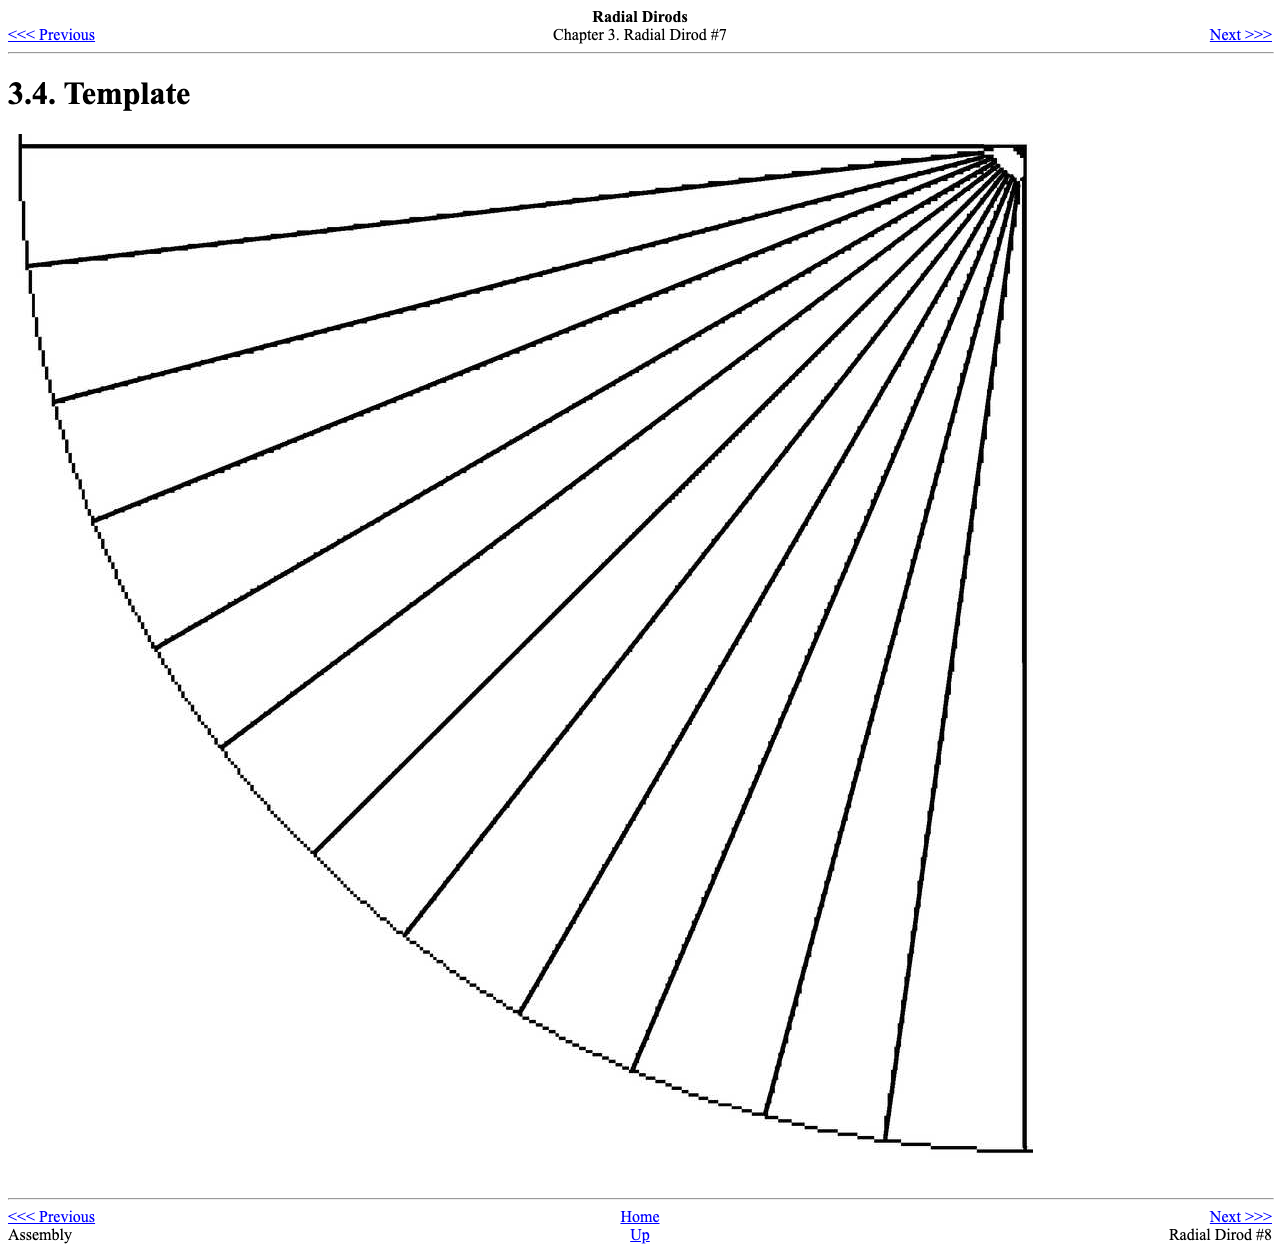 Radial Dirods
<<< Previous Chapter 3. Radial Dirod #7 Next >>>
3.4. Template
<<< Previous Home Next >>>
Assembly Up Radial Dirod #8